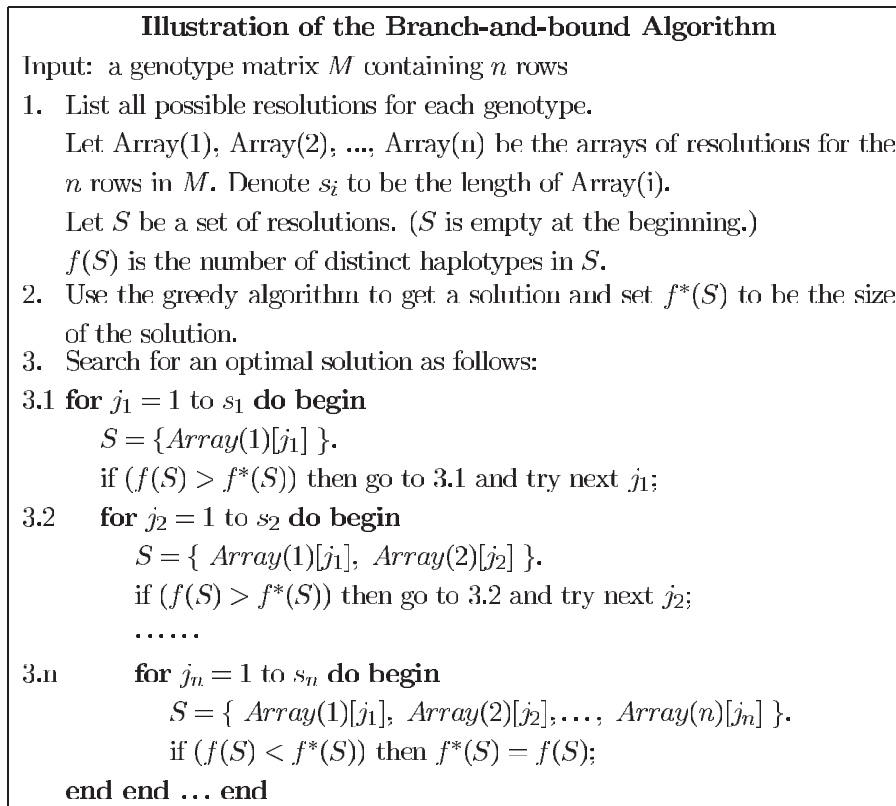 Illustration of the Branch-and-bound Algorithm
Input: a genotype matrix M containing n rows
1. List all possible resolutions for each genotype.
Let Array(1), Array(2), ..., Array(n) be the arrays of resolutions for the
n rows in M. Denote s_i to be the length of Array(i).
Let S be a set of resolutions. (S is empty at the beginning.)
f(S) is the number of distinct haplotypes in S.
2. Use the greedy algorithm to get a solution and set f*(S) to be the size
of the solution.
3. Search for an optimal solution as follows:
3.1 for j_1 = 1 to s_1 do begin
S = {Array(1)[j_1] }.
if (f(S) > f*(S)) then go to 3.1 and try next j_1;
3.2 for j_2 = 1 to s_2 do begin
S = { Array(1)[j_1], Array(2)[j_2] }.
if (f(S) > f*(S)) then go to 3.2 and try next j_2;
......
3.n for j_n = 1 to s_n do begin
S = { Array(1)[j_1], Array(2)[j_2],..., Array(n)[j_n] }.
if (f(S) < f*(S)) then f*(S) = f(S);
end end ... end